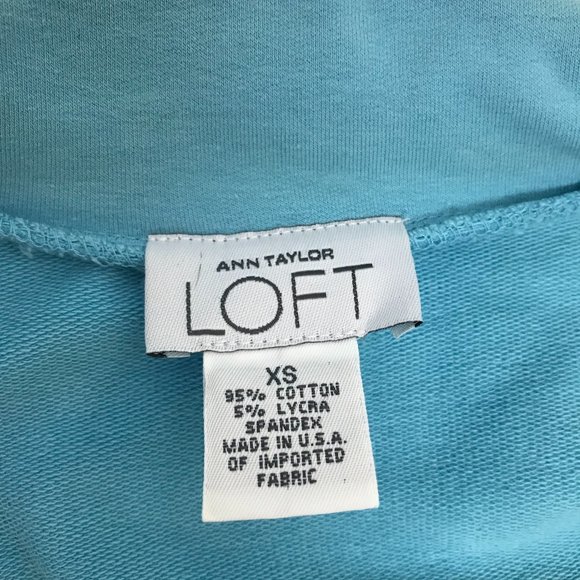 ANN TAYLOR
LOFT
XS
95% COTTON
5% LYCRA
SPANDEX
MADE IN U.S.A.
OF IMPORTED
FABRIC